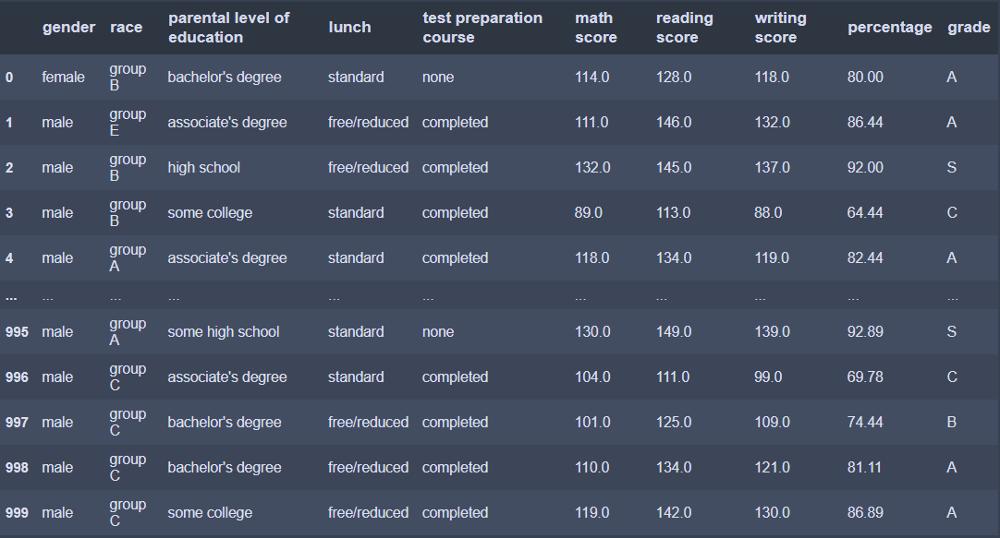 gender race parental level of education lunch test preparation course math score reading score writing score percentage grade
0 female group B bachelor's degree standard none 114.0 128.0 118.0 80.00 A
1 male group E associate's degree free/reduced completed 111.0 146.0 132.0 86.44 A
2 male group B high school free/reduced completed 132.0 145.0 137.0 92.00 S
3 male group B some college standard completed 89.0 113.0 88.0 64.44 C
4 male group A associate's degree standard completed 118.0 134.0 119.0 82.44 A
... ... ... ... ... ... ... ... ... ... ...
995 male group A some high school standard none 130.0 149.0 139.0 92.89 S
996 male group C associate's degree standard completed 104.0 111.0 99.0 69.78 C
997 male group C bachelor's degree free/reduced completed 101.0 125.0 109.0 74.44 B
998 male group C bachelor's degree free/reduced completed 110.0 134.0 121.0 81.11 A
999 male group C some college free/reduced completed 119.0 142.0 130.0 86.89 A